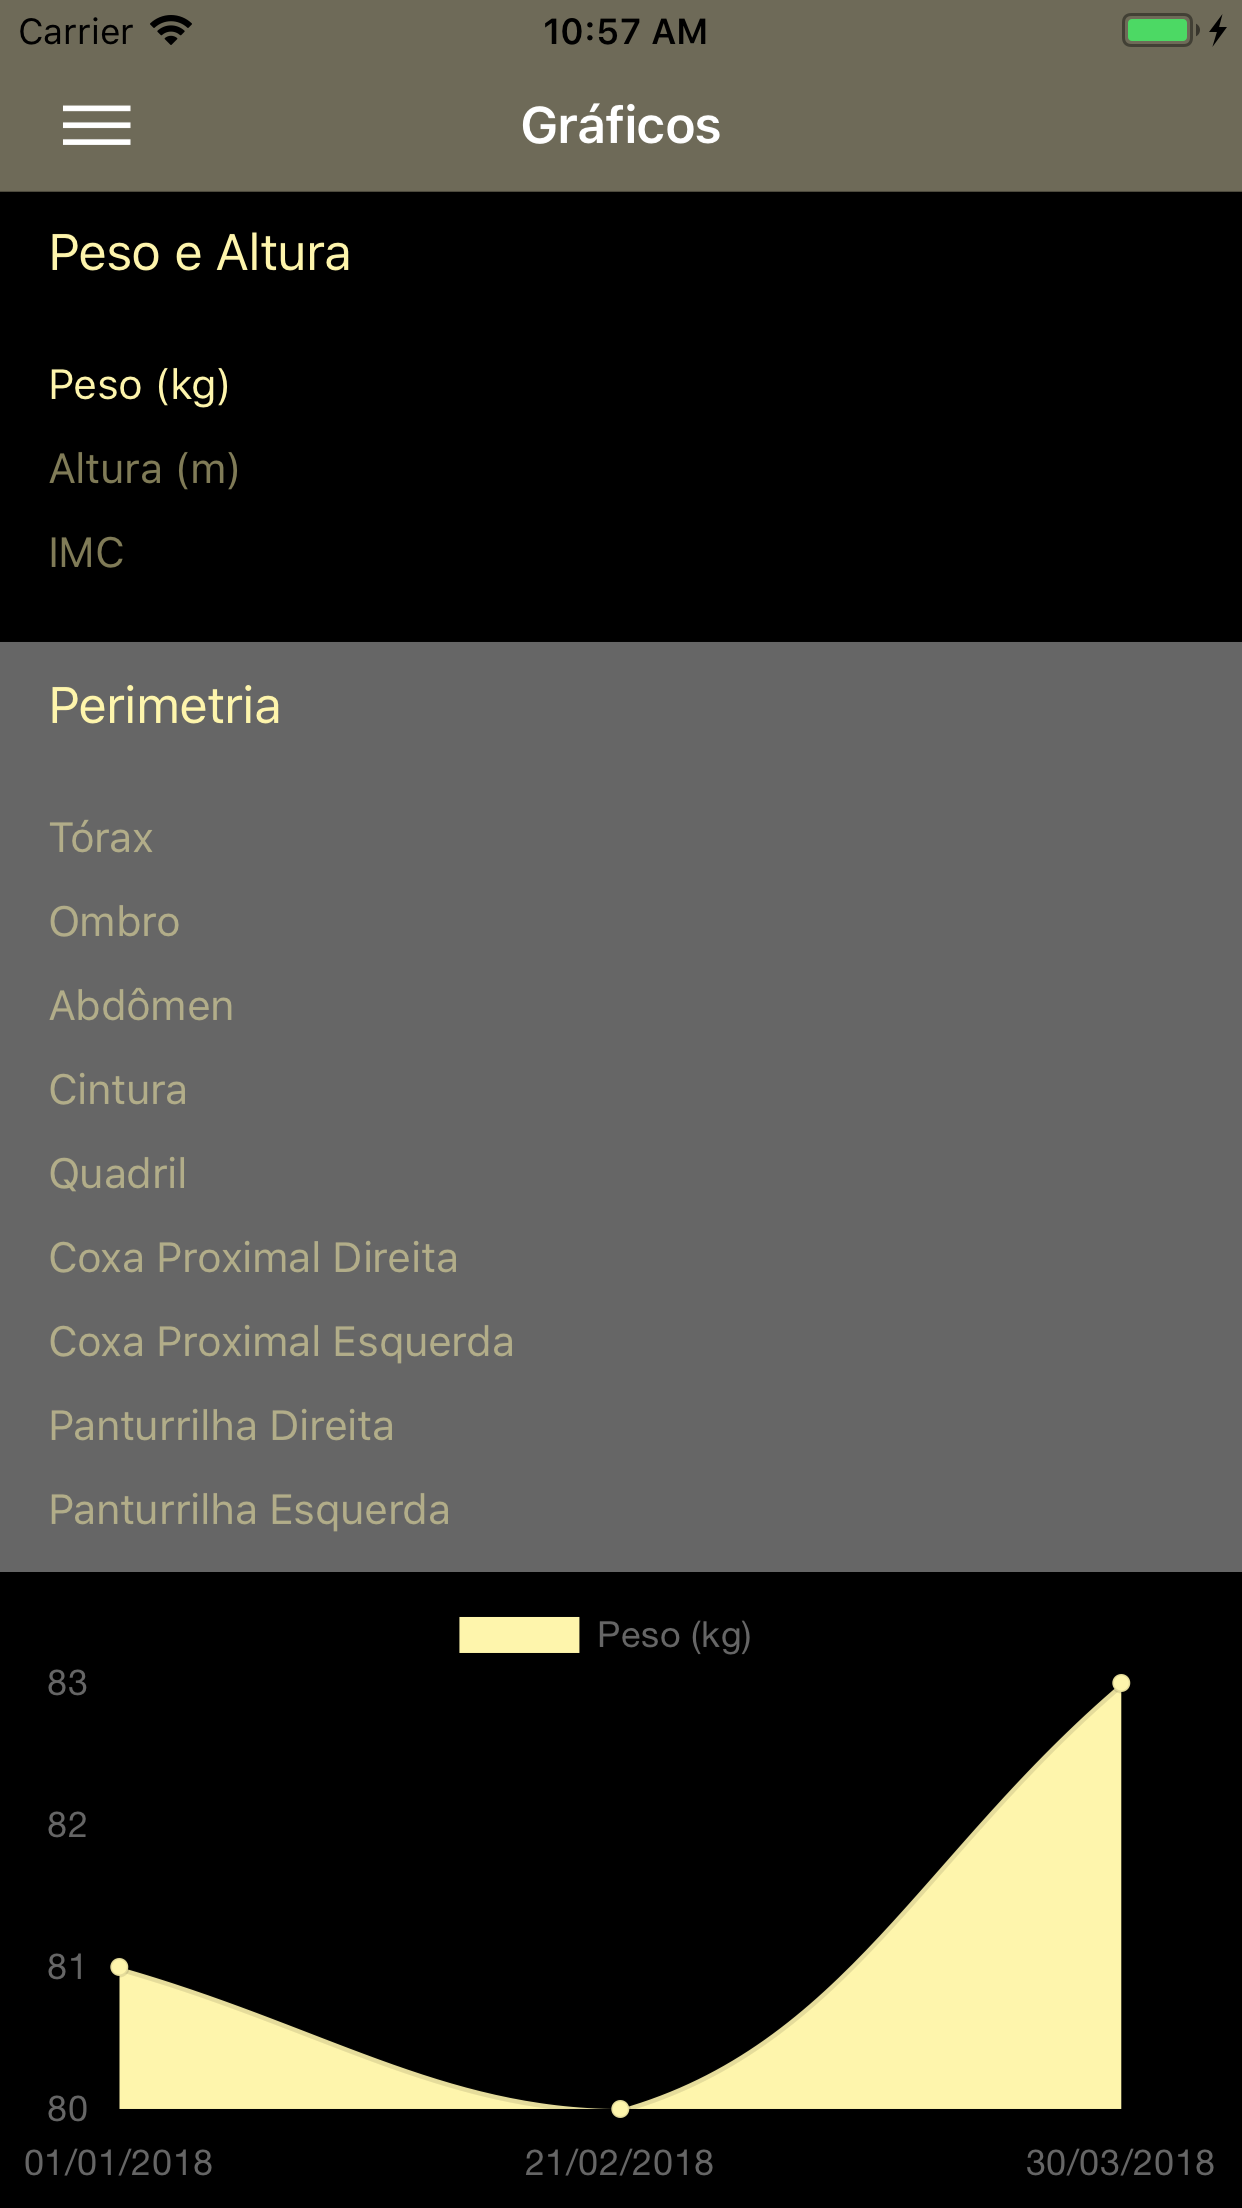 Carrier 10:57 AM
Gráficos
Peso e Altura
Peso (kg)
Altura (m)
IMC
Perimetria
Tórax
Ombro
Abdômen
Cintura
Quadril
Coxa Proximal Direita
Coxa Proximal Esquerda
Panturrilha Direita
Panturrilha Esquerda
Peso (kg)
83
82
81
80
01/01/2018 21/02/2018 30/03/2018